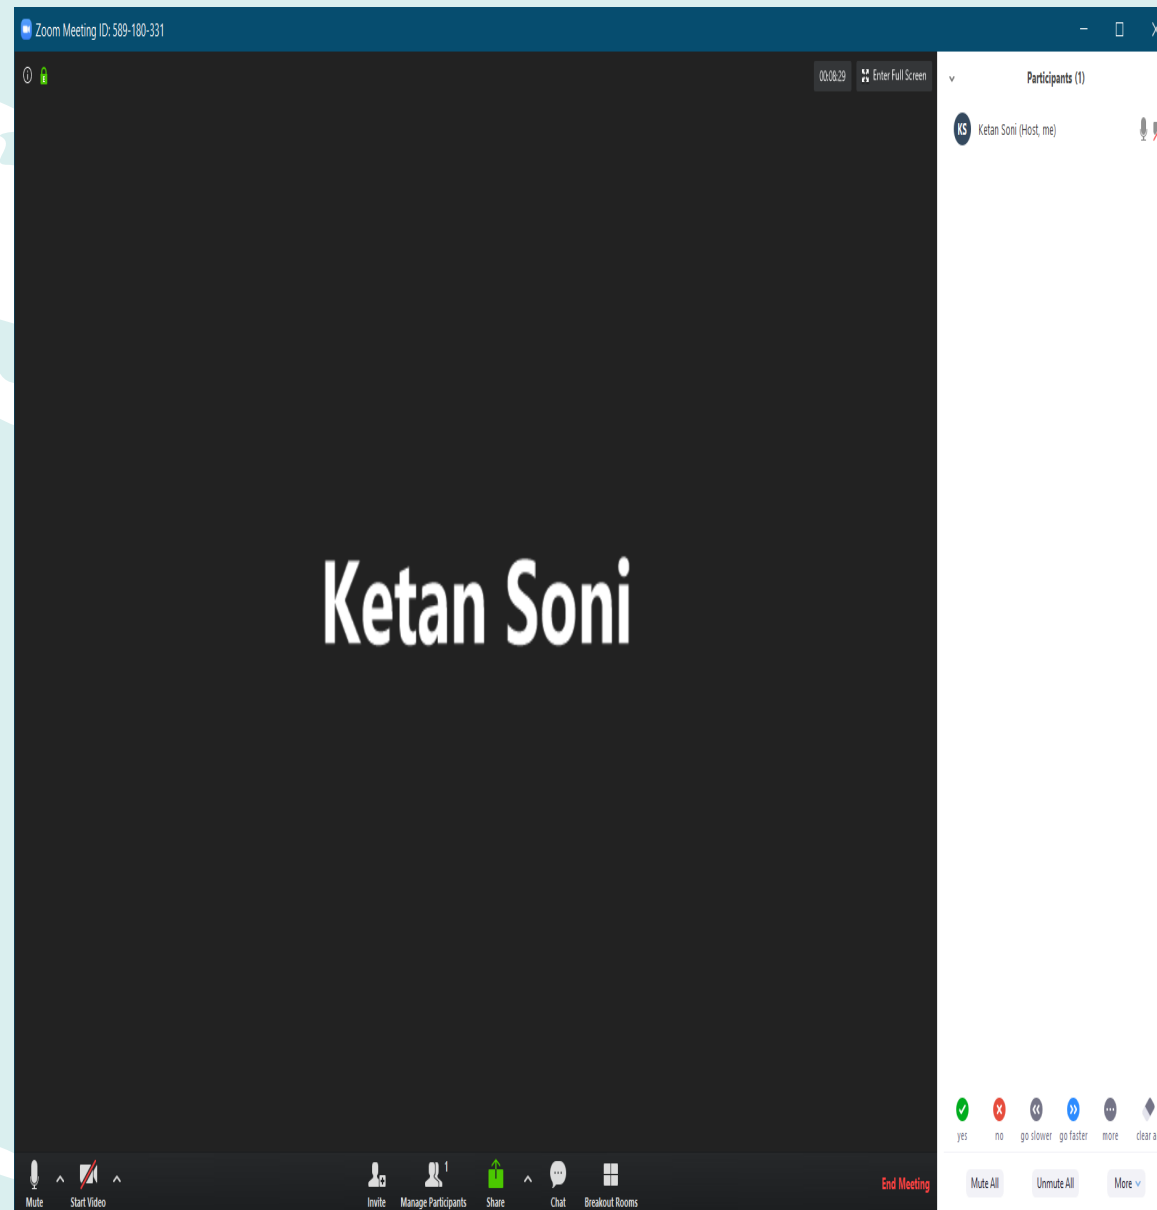 Zoom Meeting ID: 589-180-331
00:08:29 Enter Full Screen
Participants (1)
KS Ketan Soni (Host, me)
Ketan Soni
yes no go slower go faster more clear a
Mute All Unmute All More
1
Mute Start Video Invite Manage Participants Share Chat Breakout Rooms End Meeting